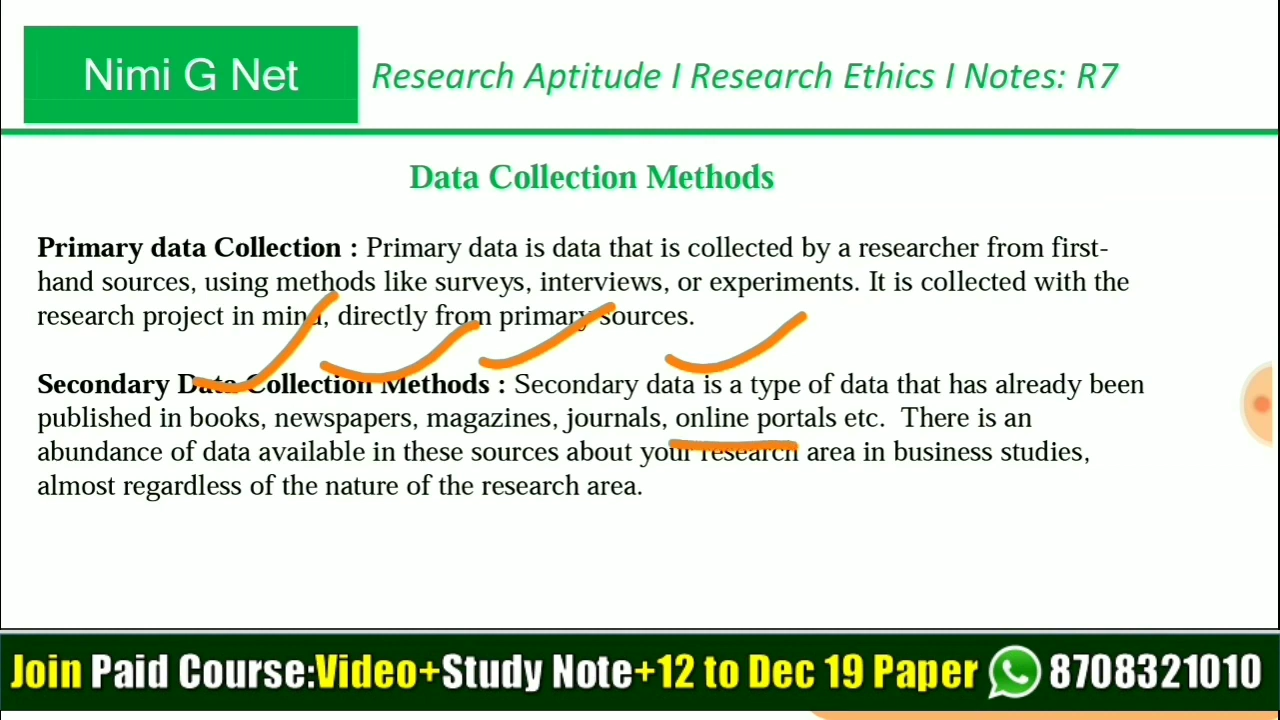 Nimi G Net
Research Aptitude I Research Ethics I Notes: R7
Data Collection Methods
Primary data Collection : Primary data is data that is collected by a researcher from first-
hand sources, using methods like surveys, interviews, or experiments. It is collected with the
research project in mind, directly from primary sources.
Secondary Data Collection Methods : Secondary data is a type of data that has already been
published in books, newspapers, magazines, journals, online portals etc. There is an
abundance of data available in these sources about your research area in business studies,
almost regardless of the nature of the research area.
Join Paid Course:Video+Study Note+12 to Dec 19 Paper 8708321010